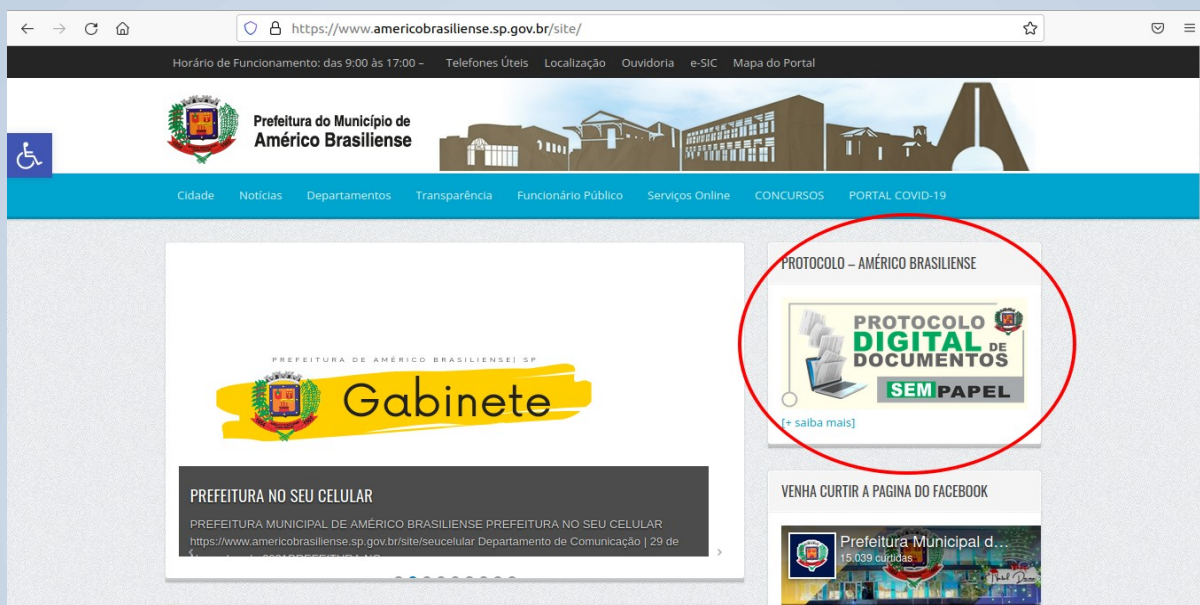 https://www.americobrasiliense.sp.gov.br/site/
Horário de Funcionamento: das 9:00 às 17:00 – Telefones Úteis Localização Ouvidoria e-SIC Mapa do Portal
Prefeitura do Município de
Américo Brasiliense
Cidade Notícias Departamentos Transparência Funcionário Público Serviços Online CONCURSOS PORTAL COVID-19
PREFEITURA DE AMÉRICO BRASILIENSE| SP
Gabinete
PREFEITURA NO SEU CELULAR
PREFEITURA MUNICIPAL DE AMÉRICO BRASILIENSE PREFEITURA NO SEU CELULAR
https://www.americobrasiliense.sp.gov.br/site/seucelular Departamento de Comunicação | 29 de
PROTOCOLO – AMÉRICO BRASILIENSE
PROTOCOLO
DIGITAL DE
DOCUMENTOS
SEM PAPEL
[+ saiba mais]
VENHA CURTIR A PAGINA DO FACEBOOK
Prefeitura Municipal d...
15.039 curtidas